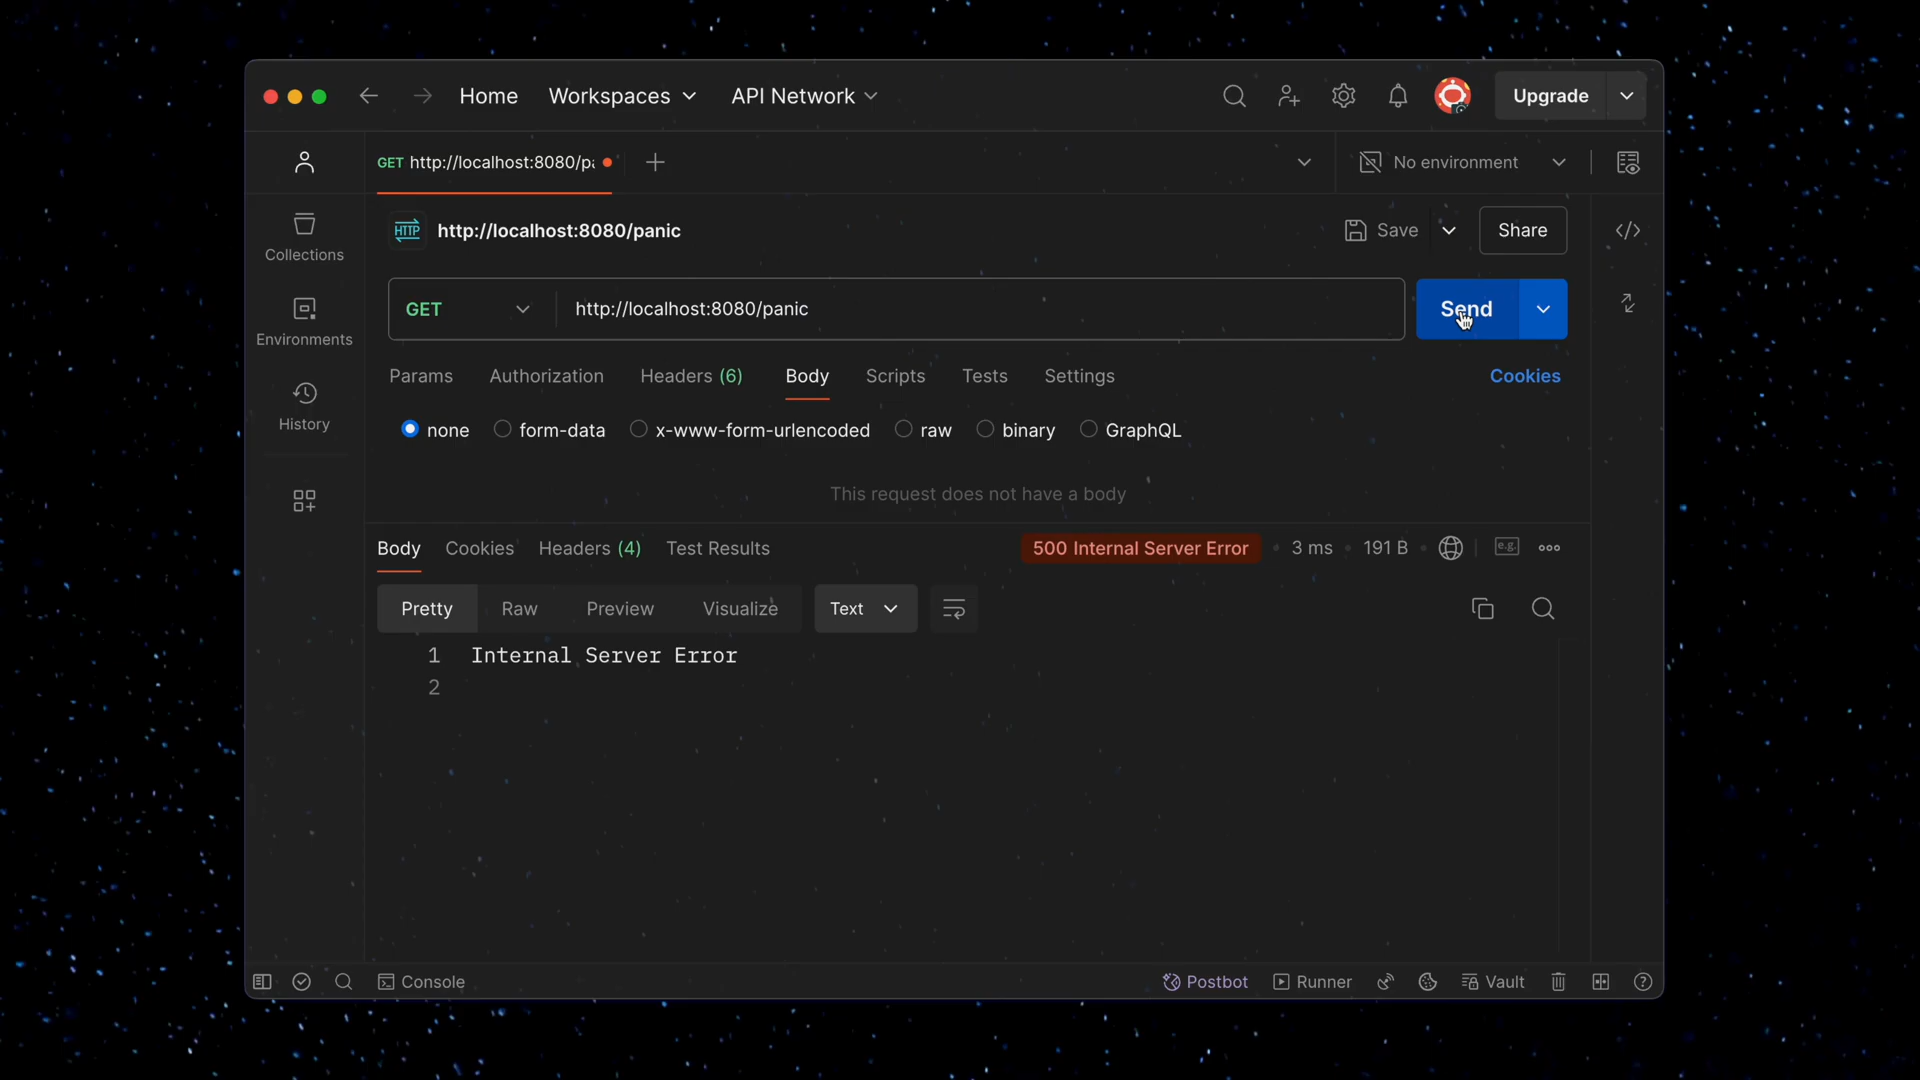 Home Workspaces API Network Upgrade
GET http://localhost:8080/pa No environment
HTTP http://localhost:8080/panic Save Share
Collections
Environments
History
GET http://localhost:8080/panic Send
Params Authorization Headers (6) Body Scripts Tests Settings Cookies
none form-data x-www-form-urlencoded raw binary GraphQL
This request does not have a body
Body Cookies Headers (4) Test Results 500 Internal Server Error • 3 ms • 191 B • e.g.
Pretty Raw Preview Visualize Text
1 Internal Server Error
2
Console Postbot Runner Vault